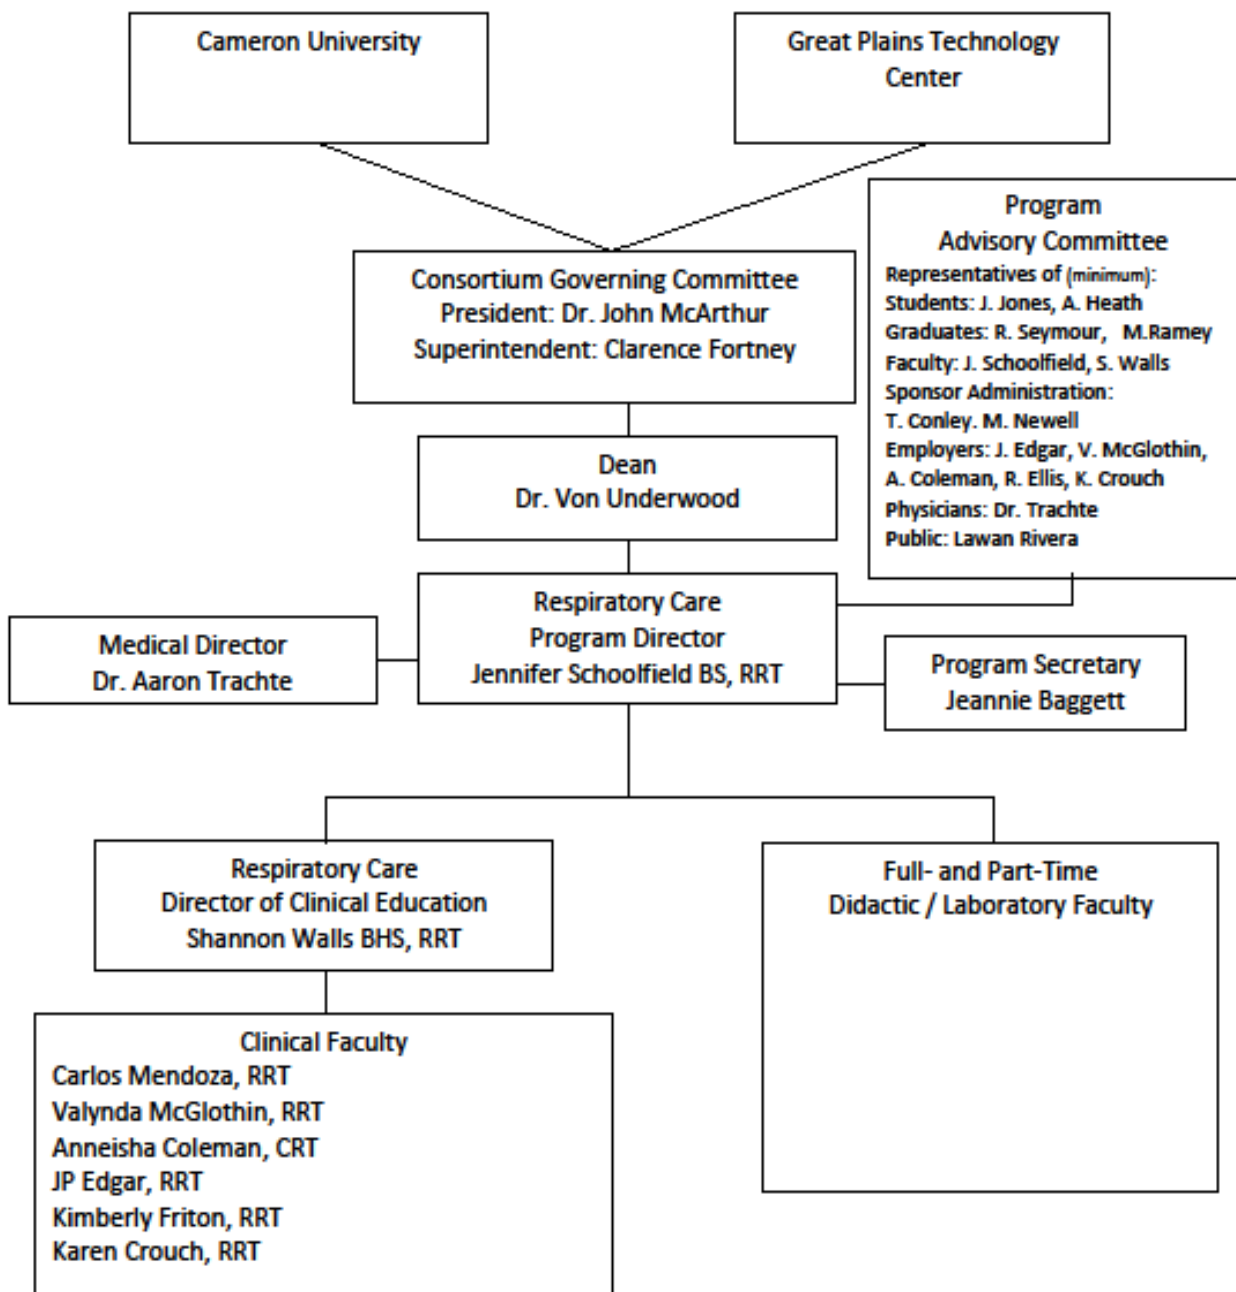 Cameron University
Great Plains Technology
Center
Program
Advisory Committee
Representatives of (minimum):
Students: J. Jones, A. Heath
Graduates: R. Seymour, M.Ramey
Faculty: J. Schoolfield, S. Walls
Sponsor Administration:
T. Conley. M. Newell
Employers: J. Edgar, V. McGlothin,
A. Coleman, R. Ellis, K. Crouch
Physicians: Dr. Trachte
Public: Lawan Rivera
Consortium Governing Committee
President: Dr. John McArthur
Superintendent: Clarence Fortney
Dean
Dr. Von Underwood
Respiratory Care
Program Director
Jennifer Schoolfield BS, RRT
Medical Director
Dr. Aaron Trachte
Program Secretary
Jeannie Baggett
Respiratory Care
Director of Clinical Education
Shannon Walls BHS, RRT
Full- and Part-Time
Didactic / Laboratory Faculty
Clinical Faculty
Carlos Mendoza, RRT
Valynda McGlothin, RRT
Anneisha Coleman, CRT
JP Edgar, RRT
Kimberly Friton, RRT
Karen Crouch, RRT